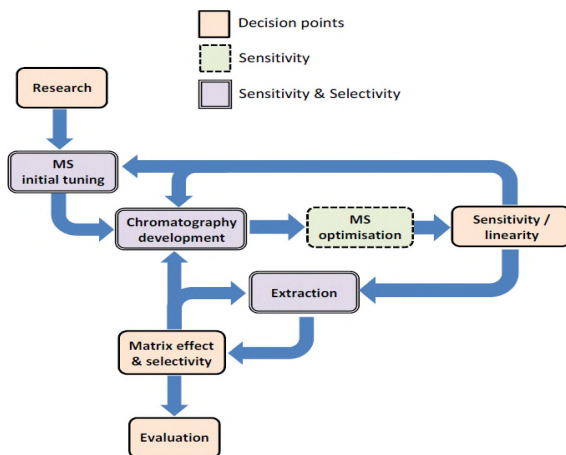 Decision points
Sensitivity
Sensitivity & Selectivity
Research
MS
initial tuning
Chromatography
development
MS
optimisation
Sensitivity /
linearity
Extraction
Matrix effect
& selectivity
Evaluation